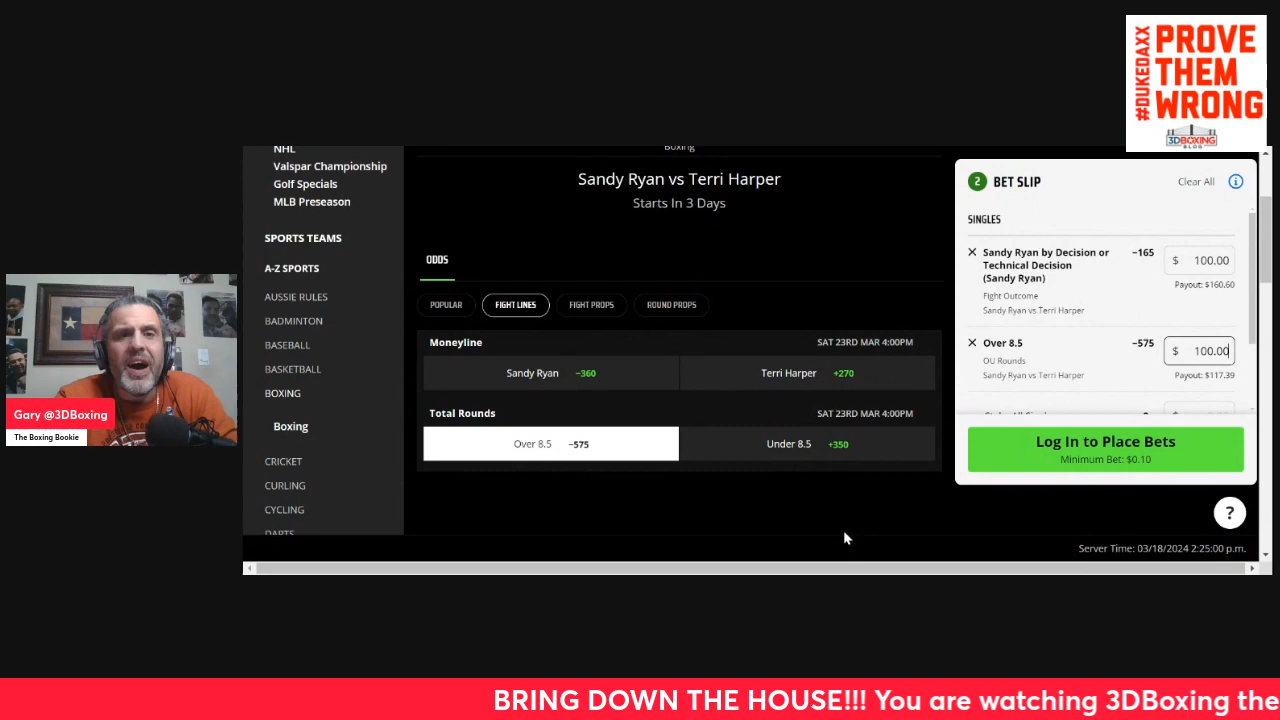 #DUKEDAXX
PROVE
THEM
WRONG
3DBOXING
BLOG
NHL
Valspar Championship
Golf Specials
MLB Preseason
SPORTS TEAMS
A-Z SPORTS
AUSSIE RULES
BADMINTON
BASEBALL
BASKETBALL
BOXING
Boxing
CRICKET
CURLING
CYCLING
DARTS
Boxing
Sandy Ryan vs Terri Harper
Starts In 3 Days
ODDS
POPULAR
FIGHT LINES
FIGHT PROPS
ROUND PROPS
Moneyline SAT 23RD MAR 4:00PM
Sandy Ryan −360 Terri Harper +270
Total Rounds SAT 23RD MAR 4:00PM
Over 8.5 −575 Under 8.5 +350
2 BET SLIP Clear All
SINGLES
Sandy Ryan by Decision or −165
Technical Decision $ 100.00
(Sandy Ryan) Payout: $160.60
Fight Outcome
Sandy Ryan vs Terri Harper
Over 8.5 −575 $ 100.00
OU Rounds
Sandy Ryan vs Terri Harper Payout: $117.39
Log In to Place Bets
Minimum Bet: $0.10
?
Server Time: 03/18/2024 2:25:00 p.m.
Gary @3DBoxing
The Boxing Bookie
BRING DOWN THE HOUSE!!! You are watching 3DBoxing the